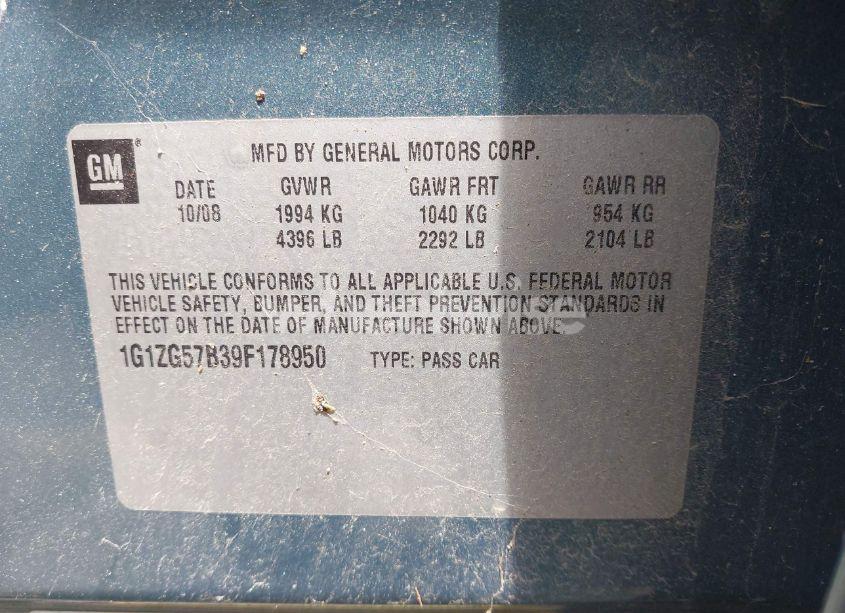 GM
MFD BY GENERAL MOTORS CORP.
DATE GVWR GAWR FRT GAWR RR
10/08 1994 KG 1040 KG 954 KG
4396 LB 2292 LB 2104 LB
THIS VEHICLE CONFORMS TO ALL APPLICABLE U.S. FEDERAL MOTOR
VEHICLE SAFETY, BUMPER, AND THEFT PREVENTION STANDARDS IN
EFFECT ON THE DATE OF MANUFACTURE SHOWN ABOVE.
1G1ZG57B39F178950 TYPE: PASS CAR